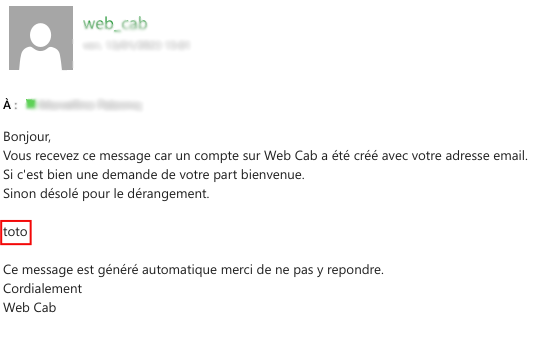 web_cab
À :
Bonjour,
Vous recevez ce message car un compte sur Web Cab a été créé avec votre adresse email.
Si c'est bien une demande de votre part bienvenue.
Sinon désolé pour le dérangement.
toto
Ce message est généré automatique merci de ne pas y repondre.
Cordialement
Web Cab